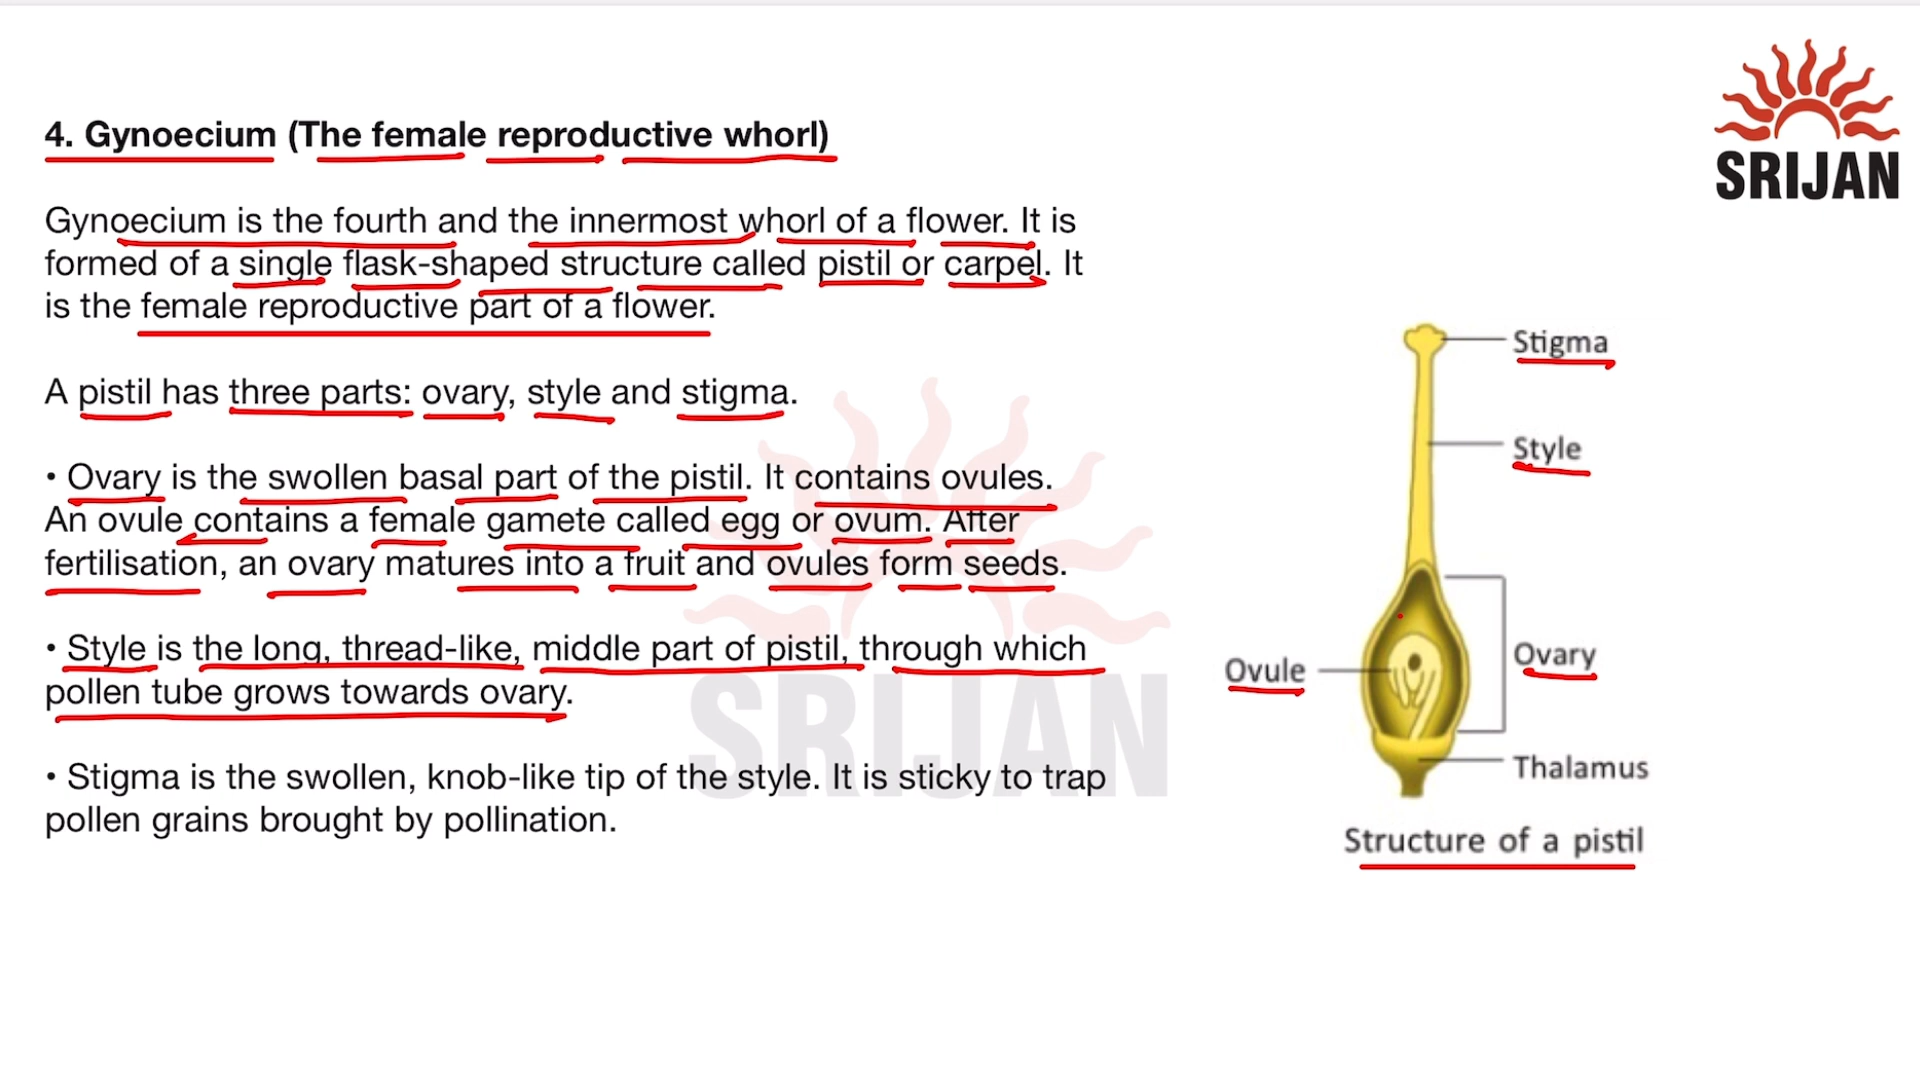 SRIJAN
4. Gynoecium (The female reproductive whorl)
Gynoecium is the fourth and the innermost whorl of a flower. It is
formed of a single flask-shaped structure called pistil or carpel. It
is the female reproductive part of a flower.
A pistil has three parts: ovary, style and stigma.
• Ovary is the swollen basal part of the pistil. It contains ovules.
An ovule contains a female gamete called egg or ovum. After
fertilisation, an ovary matures into a fruit and ovules form seeds.
• Style is the long, thread-like, middle part of pistil, through which
pollen tube grows towards ovary.
• Stigma is the swollen, knob-like tip of the style. It is sticky to trap
pollen grains brought by pollination.
SRIJAN
Stigma
Style
Ovary
Ovule
Thalamus
Structure of a pistil